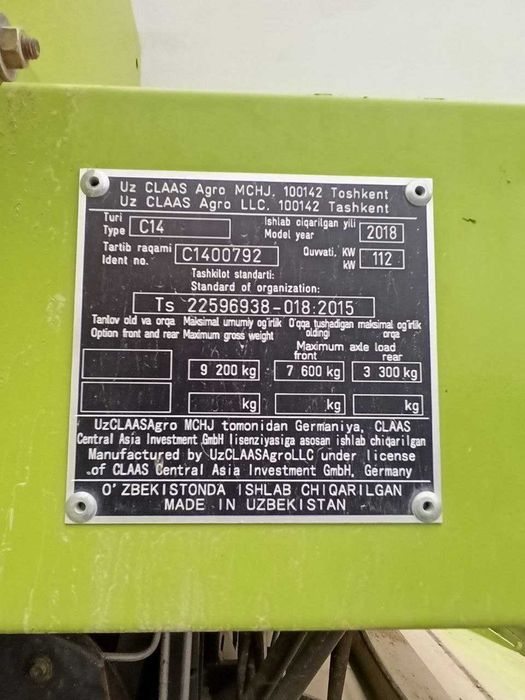 Uz CLAAS Agro MCHJ, 100142 Toshkent
Uz CLAAS Agro LLC, 100142 Tashkent
Turi Ishlab ciqarilgan yili
Type C14 Model year 2018
Tartib raqami Quvvati, KW
Ident no. C1400792 kW 112
Tashkilot standarti:
Standard of organization:
Ts 22596938-018:2015
Tanlov old va orqa Maksimal umumiy og'irlik O'qqa tushadigan maksimal og'irlik
oldingi orqa
Option front and rear Maximum gross weight Maximum axle load
front rear
9 200 kg 7 600 kg 3 300 kg
kg kg kg
UzCLAASAgro MCHJ tomonidan Germaniya, CLAAS
Central Asia Investment GmbH lisenziyasiga asosan ishlab chiqarilgan
Manufactured by UzCLAASAgroLLC under license
.of CLAAS Central Asia Investment GmbH, Germany
O'ZBEKISTONDA ISHLAB CHIQARILGAN
MADE IN UZBEKISTAN